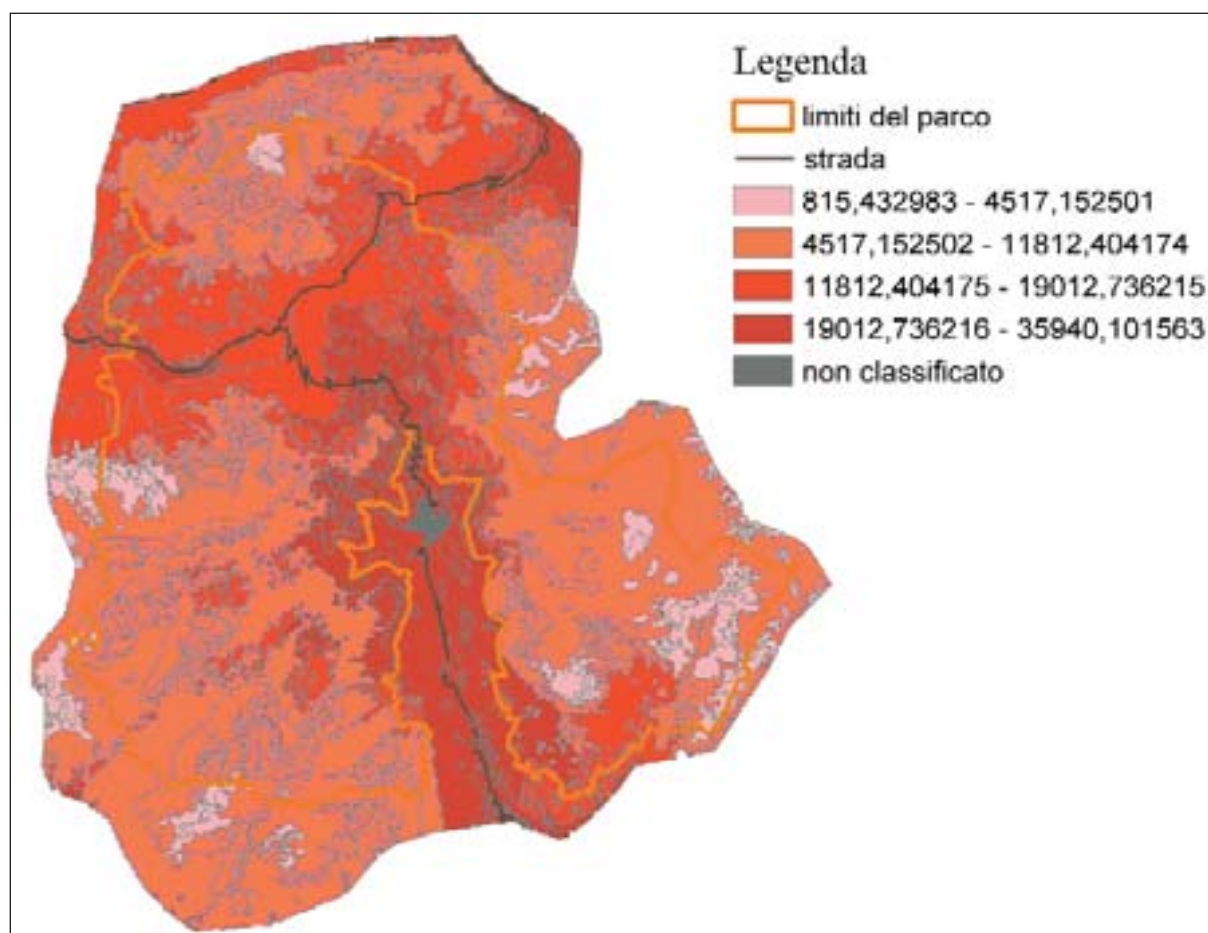 Legenda
limiti del parco
strada
815,432983 - 4517,152501
4517,152502 - 11812,404174
11812,404175 - 19012,736215
19012,736216 - 35940,101563
non classificato